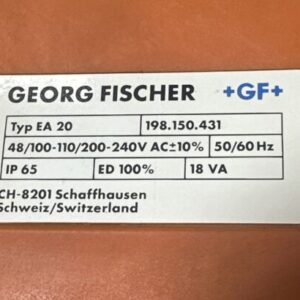 GEORG FISCHER +GF+
Typ EA 20 198.150.431
48/100-110/200-240V AC±10% 50/60 Hz
IP 65 ED 100% 18 VA
CH-8201 Schaffhausen
Schweiz/Switzerland